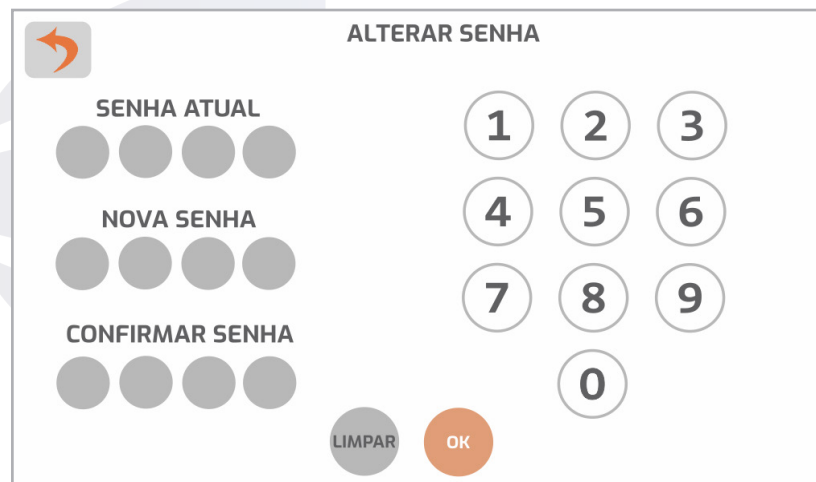 ALTERAR SENHA
SENHA ATUAL
NOVA SENHA
CONFIRMAR SENHA
1 2 3
4 5 6
7 8 9
0
LIMPAR OK